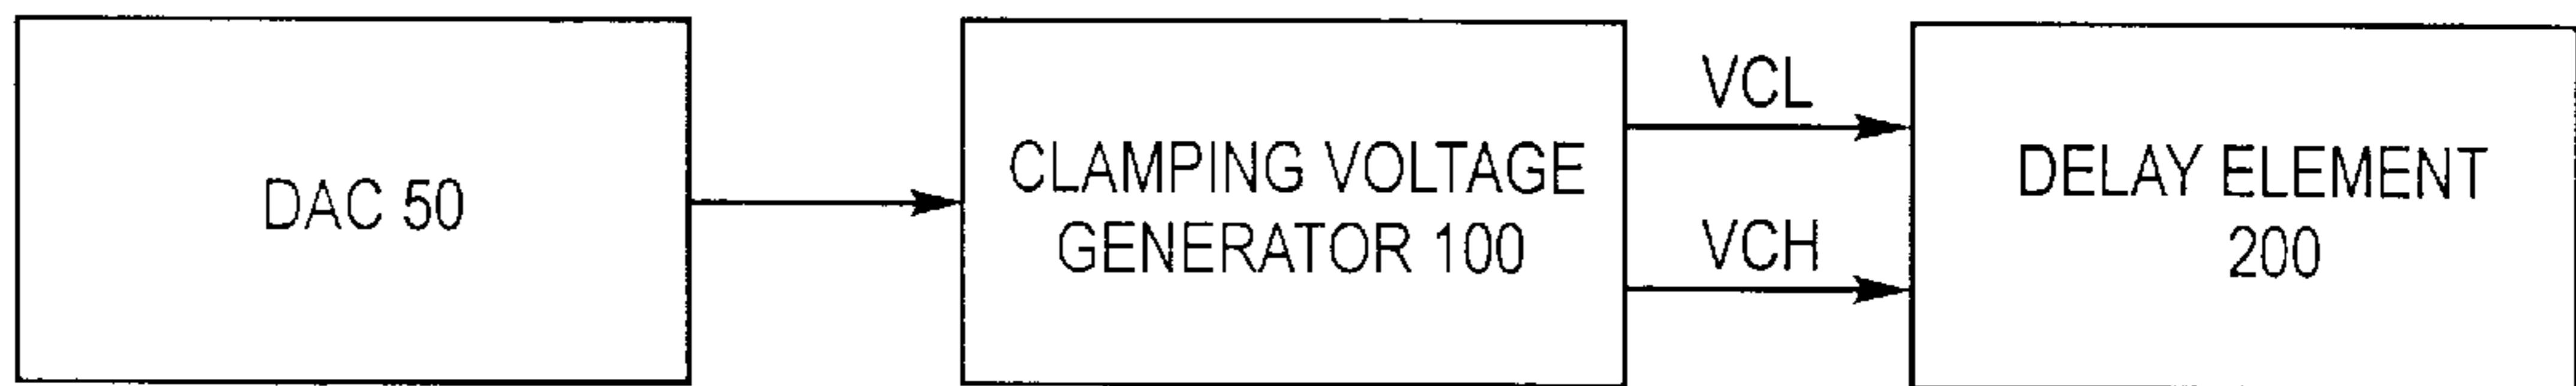 DAC 50
CLAMPING VOLTAGE
GENERATOR 100
VCL
VCH
DELAY ELEMENT
200